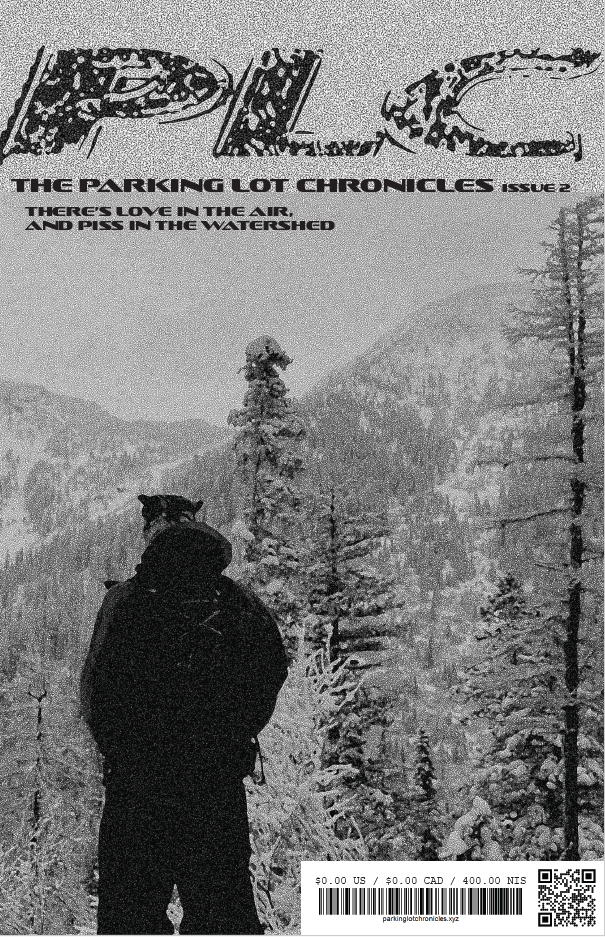 PLC
THE PARKING LOT CHRONICLES ISSUE 2
THERE'S LOVE IN THE AIR,
AND PISS IN THE WATERSHED
$0.00 US / $0.00 CAD / 400.00 NIS
parkinglotchronicles.xyz